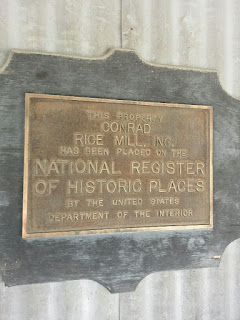 THIS PROPERTY
CONRAD
RICE MILL, INC.
HAS BEEN PLACED ON THE
NATIONAL REGISTER
OF HISTORIC PLACES
BY THE UNITED STATES
DEPARTMENT OF THE INTERIOR